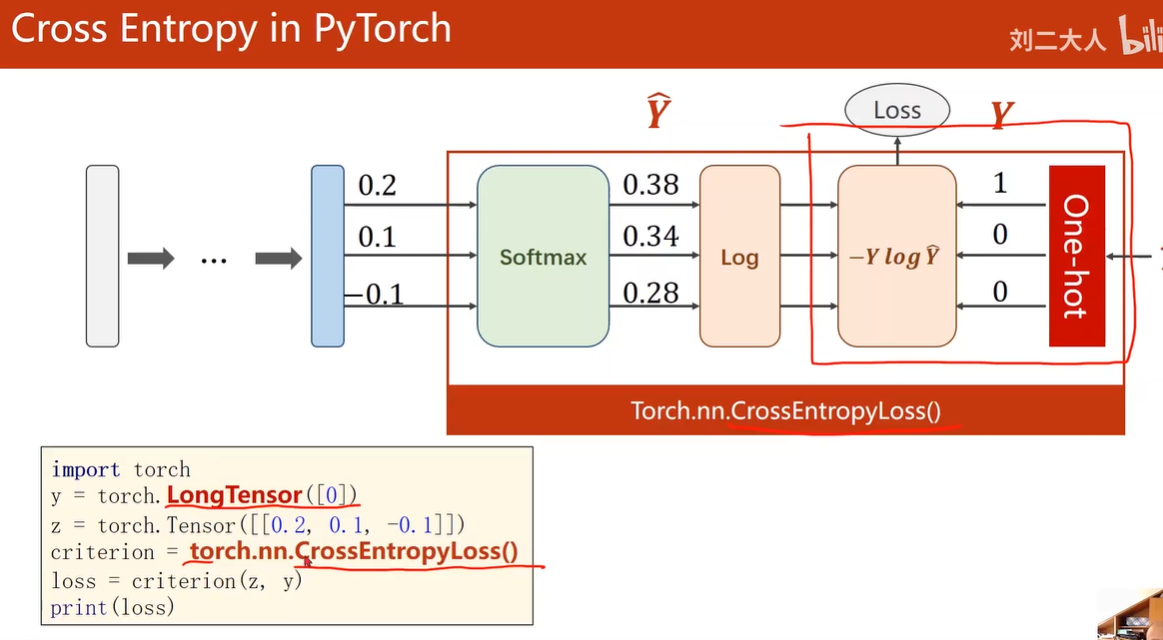 Cross Entropy in PyTorch
刘二大人 bili
Ŷ
Loss
Y
0.2
0.1
−0.1
Softmax
0.38
0.34
0.28
Log
−Y log Ŷ
1
0
0
One-hot
Torch.nn.CrossEntropyLoss()
import torch
y = torch.LongTensor([0])
z = torch.Tensor([[0.2, 0.1, -0.1]])
criterion = torch.nn.CrossEntropyLoss()
loss = criterion(z, y)
print(loss)